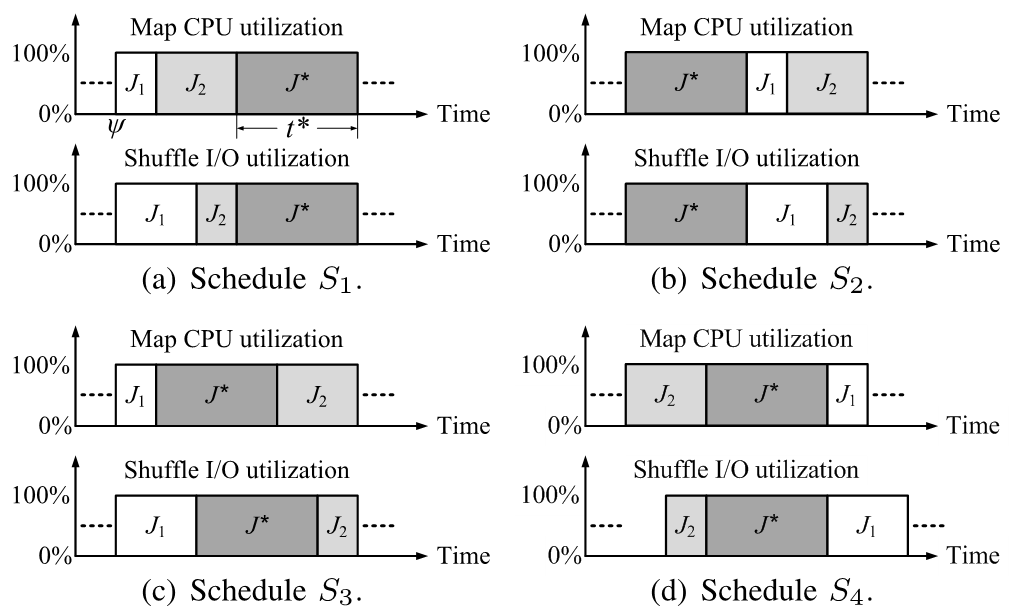 Map CPU utilization
100%
J1 J2 J*
0%
Time
ψ t*
Shuffle I/O utilization
100%
J1 J2 J*
0%
Time
(a) Schedule S1.
Map CPU utilization
100%
J* J1 J2
0%
Time
Shuffle I/O utilization
100%
J* J1 J2
0%
Time
(b) Schedule S2.
Map CPU utilization
100%
J1 J* J2
0%
Time
Shuffle I/O utilization
100%
J1 J* J2
0%
Time
(c) Schedule S3.
Map CPU utilization
100%
J2 J* J1
0%
Time
Shuffle I/O utilization
100%
J2 J* J1
0%
Time
(d) Schedule S4.